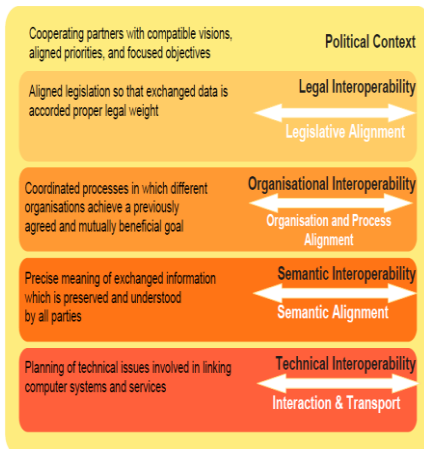 Cooperating partners with compatible visions,
aligned priorities, and focused objectives
Political Context
Aligned legislation so that exchanged data is
accorded proper legal weight
Legal Interoperability
Legislative Alignment
Coordinated processes in which different
organisations achieve a previously
agreed and mutually beneficial goal
Organisational Interoperability
Organisation and Process
Alignment
Precise meaning of exchanged information
which is preserved and understood
by all parties
Semantic Interoperability
Semantic Alignment
Planning of technical issues involved in linking
computer systems and services
Technical Interoperability
Interaction & Transport